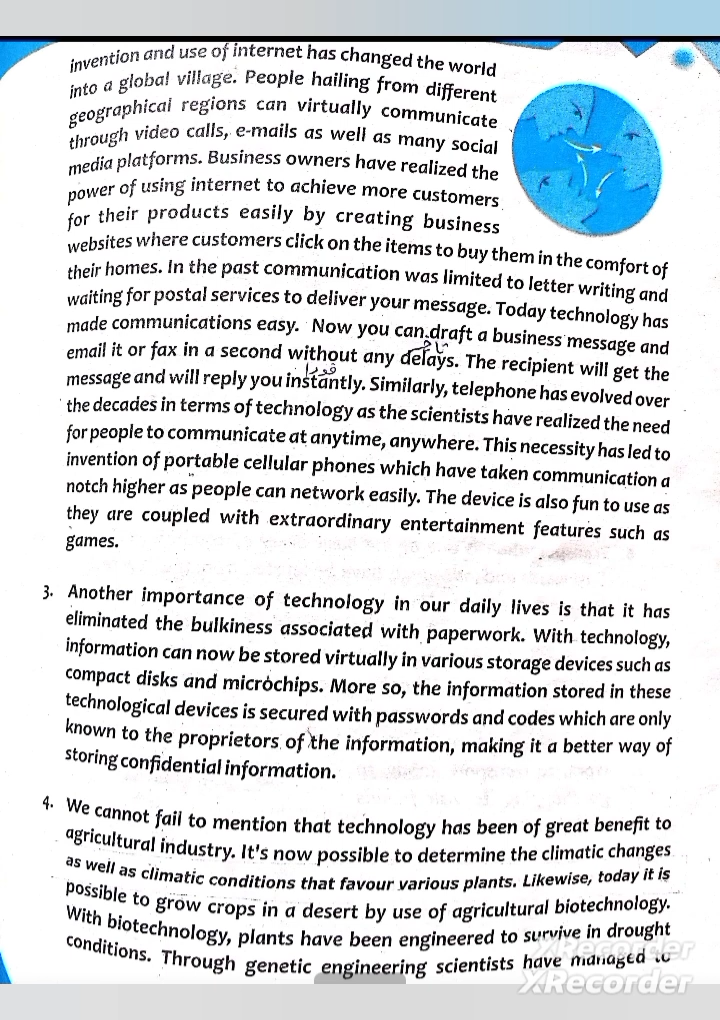 invention and use of internet has changed the world
into a global village. People hailing from different
geographical regions can virtually communicate
through video calls, e-mails as well as many social
media platforms. Business owners have realized the
power of using internet to achieve more customers
for their products easily by creating business
websites where customers click on the items to buy them in the comfort of
their homes. In the past communication was limited to letter writing and
waiting for postal services to deliver your message. Today technology has
made communications easy. Now you can draft a business message and
email it or fax in a second without any delays. The recipient will get the
فورا
message and will reply you instantly. Similarly, telephone has evolved over
the decades in terms of technology as the scientists have realized the need
for people to communicate at anytime, anywhere. This necessity has led to
invention of portable cellular phones which have taken communication a
notch higher as people can network easily. The device is also fun to use as
they are coupled with extraordinary entertainment features such as
games.
3. Another importance of technology in our daily lives is that it has
eliminated the bulkiness associated with paperwork. With technology,
information can now be stored virtually in various storage devices such as
compact disks and microchips. More so, the information stored in these
technological devices is secured with passwords and codes which are only
known to the proprietors of the information, making it a better way of
storing confidential information.
4. We cannot fail to mention that technology has been of great benefit to
agricultural industry. It's now possible to determine the climatic changes
as well as climatic conditions that favour various plants. Likewise, today it is
possible to grow crops in a desert by use of agricultural biotechnology.
With biotechnology, plants have been engineered to survive in drought
conditions. Through genetic engineering scientists have managed to
XRecorder
XRecorder